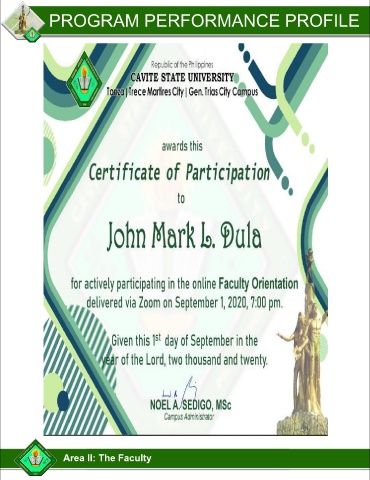 PROGRAM PERFORMANCE PROFILE
Republic of the Philippines
CAVITE STATE UNIVERSITY
Tanza | Trece Martires City | Gen. Trias City Campus
awards this
Certificate of Participation
to
John Mark L. Dula
for actively participating in the online Faculty Orientation
delivered via Zoom on September 1, 2020, 7:00 pm.
Given this 1st day of September in the
year of the Lord, two thousand and twenty.
NOEL A. SEDIGO, MSc
Campus Administrator
Area II: The Faculty